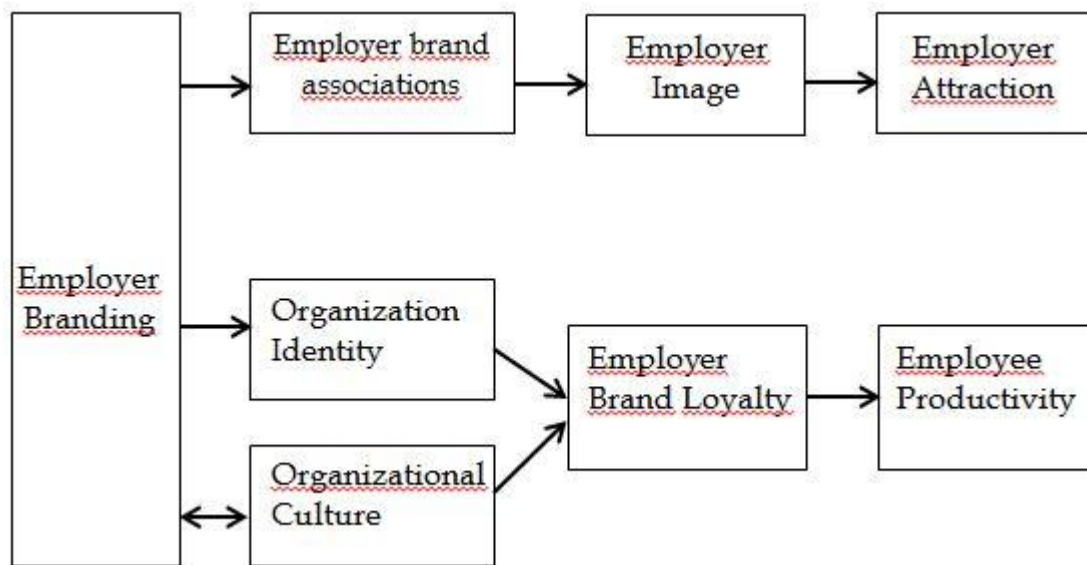 Employer brand
associations
Employer
Image
Employer
Attraction
Employer
Branding
Organization
Identity
Employer
Brand Loyalty
Employee
Productivity
Organizational
Culture